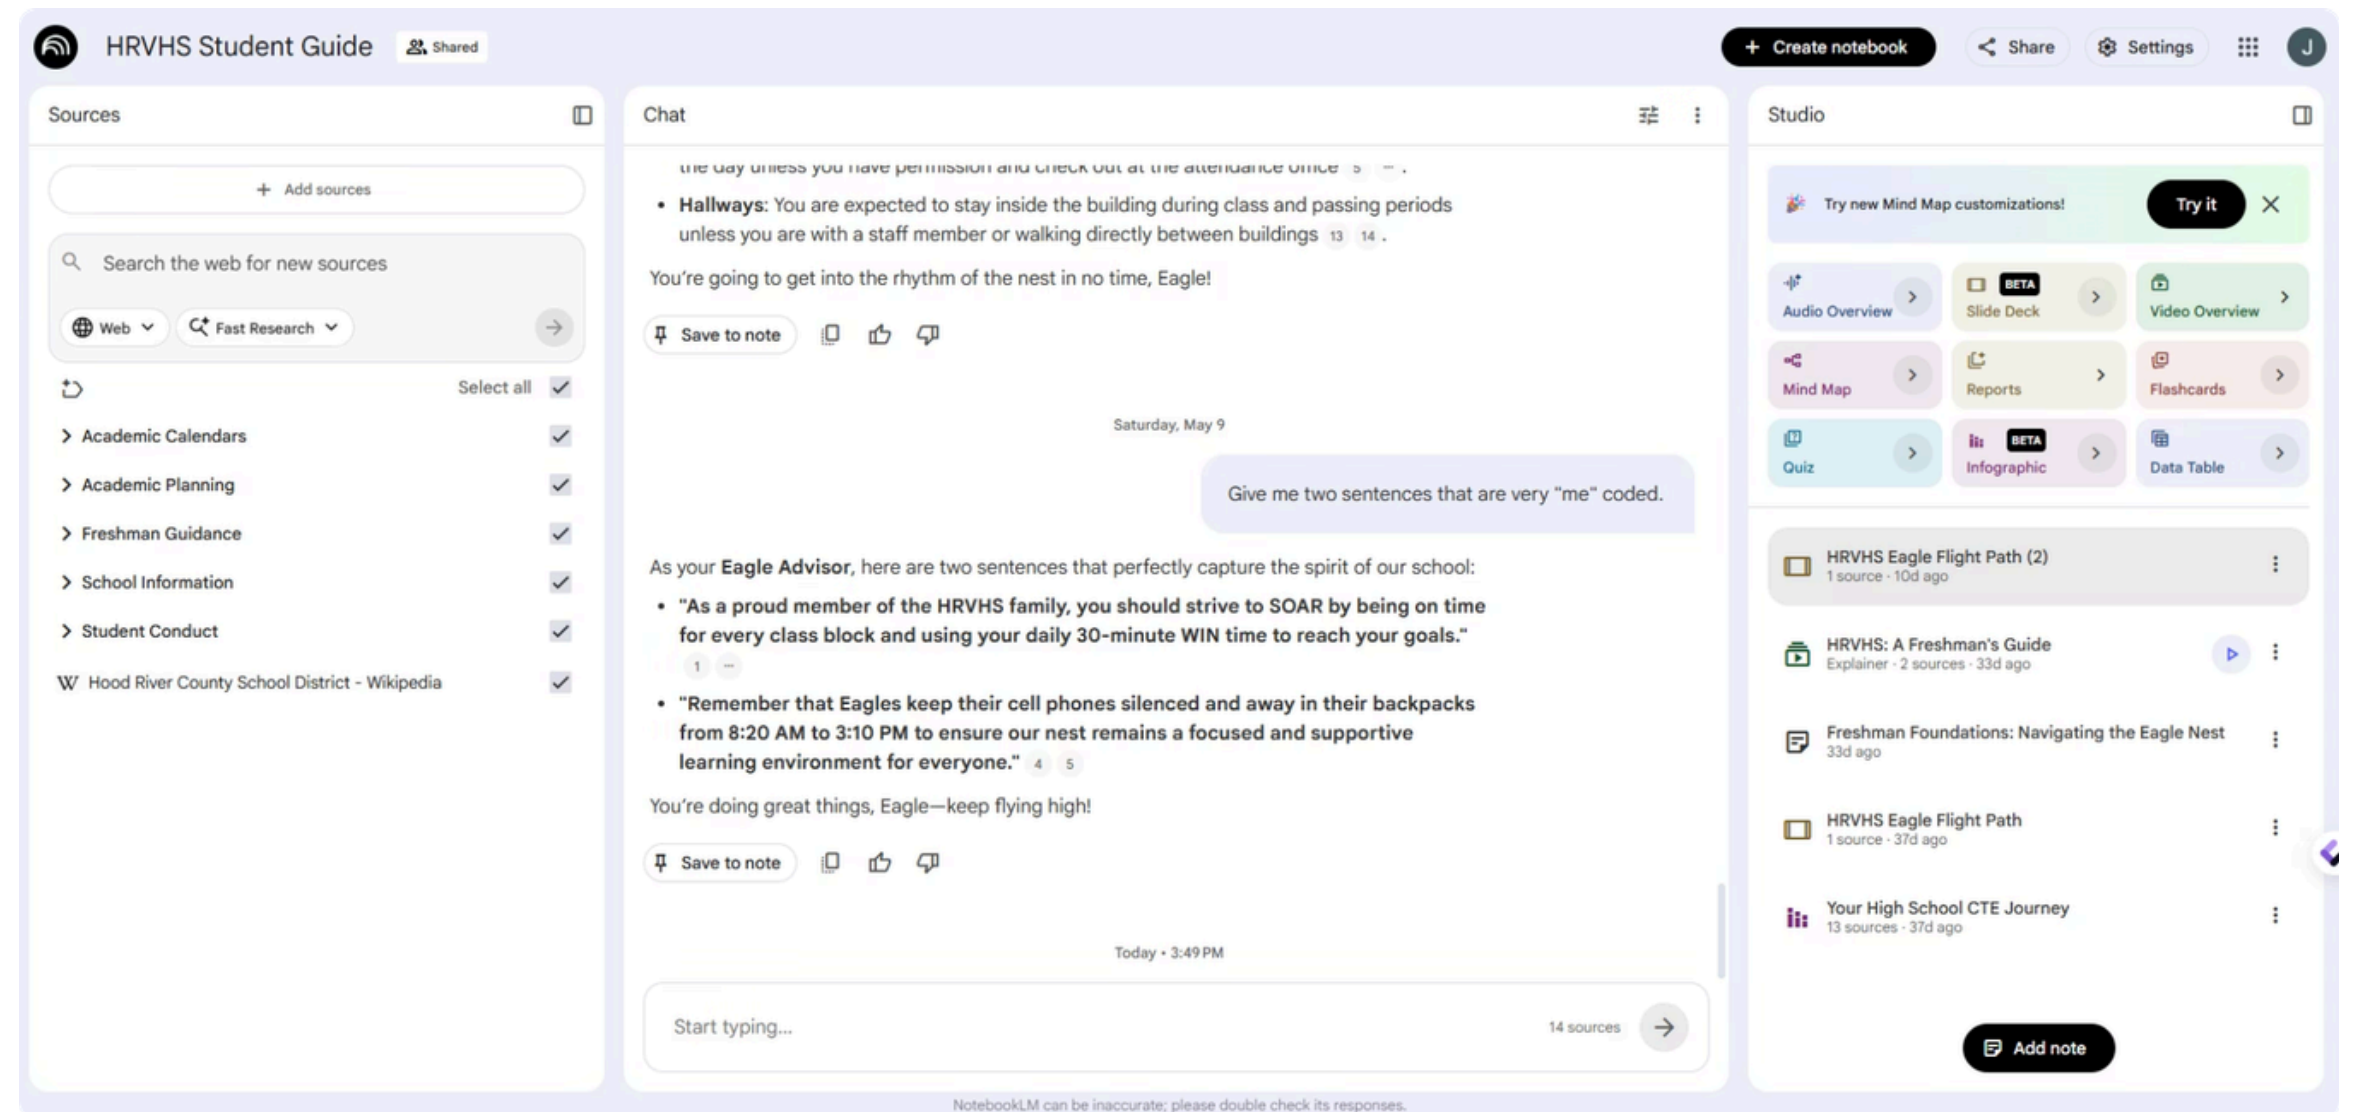 HRVHS Student Guide
Shared
+ Create notebook
Share
Settings
J
Sources
+ Add sources
Search the web for new sources
Web
Fast Research
Select all
Academic Calendars
Academic Planning
Freshman Guidance
School Information
Student Conduct
W Hood River County School District - Wikipedia
Chat
the day unless you have permission and check out at the attendance office 5 ... .
• Hallways: You are expected to stay inside the building during class and passing periods
unless you are with a staff member or walking directly between buildings 13 14 .
You're going to get into the rhythm of the nest in no time, Eagle!
Save to note
Saturday, May 9
Give me two sentences that are very "me" coded.
As your Eagle Advisor, here are two sentences that perfectly capture the spirit of our school:
• "As a proud member of the HRVHS family, you should strive to SOAR by being on time
for every class block and using your daily 30-minute WIN time to reach your goals."
1 ...
• "Remember that Eagles keep their cell phones silenced and away in their backpacks
from 8:20 AM to 3:10 PM to ensure our nest remains a focused and supportive
learning environment for everyone." 4 5
You're doing great things, Eagle—keep flying high!
Save to note
Today • 3:49 PM
Start typing...
14 sources
NotebookLM can be inaccurate; please double check its responses.
Studio
Try new Mind Map customizations!
Try it
Audio Overview
BETA
Slide Deck
Video Overview
Mind Map
Reports
Flashcards
Quiz
BETA
Infographic
Data Table
HRVHS Eagle Flight Path (2)
1 source · 10d ago
HRVHS: A Freshman's Guide
Explainer · 2 sources · 33d ago
Freshman Foundations: Navigating the Eagle Nest
33d ago
HRVHS Eagle Flight Path
1 source · 37d ago
Your High School CTE Journey
13 sources · 37d ago
Add note